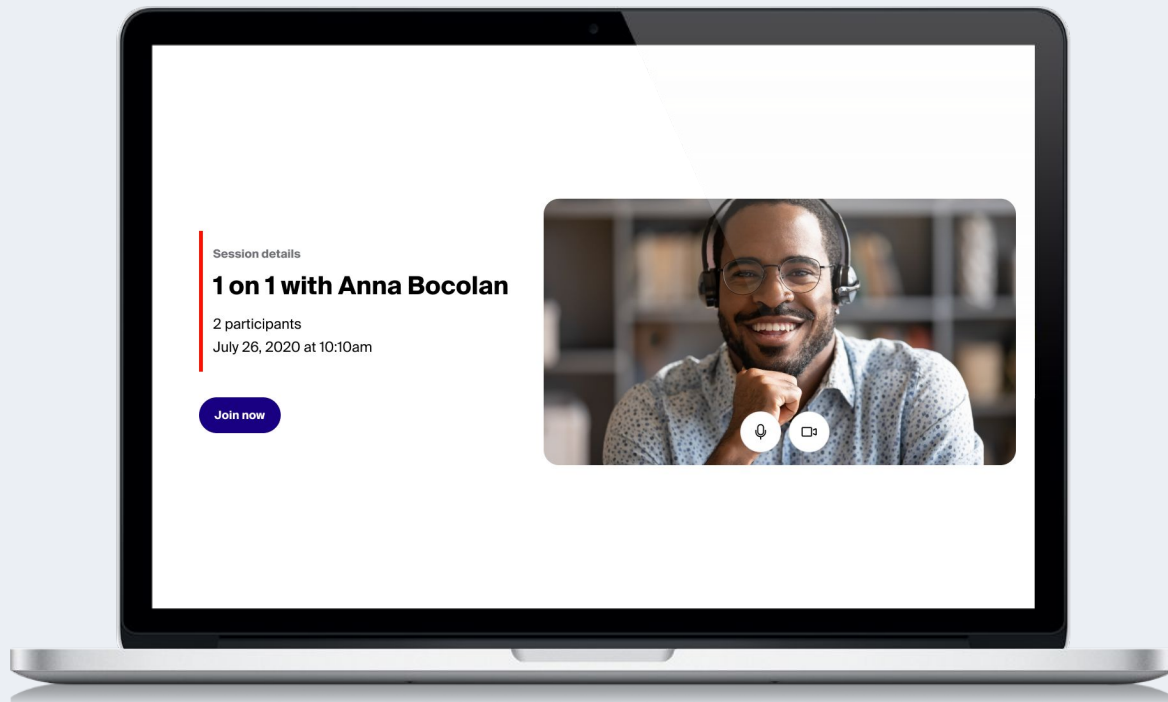 Session details
1 on 1 with Anna Bocolan
2 participants
July 26, 2020 at 10:10am
Join now